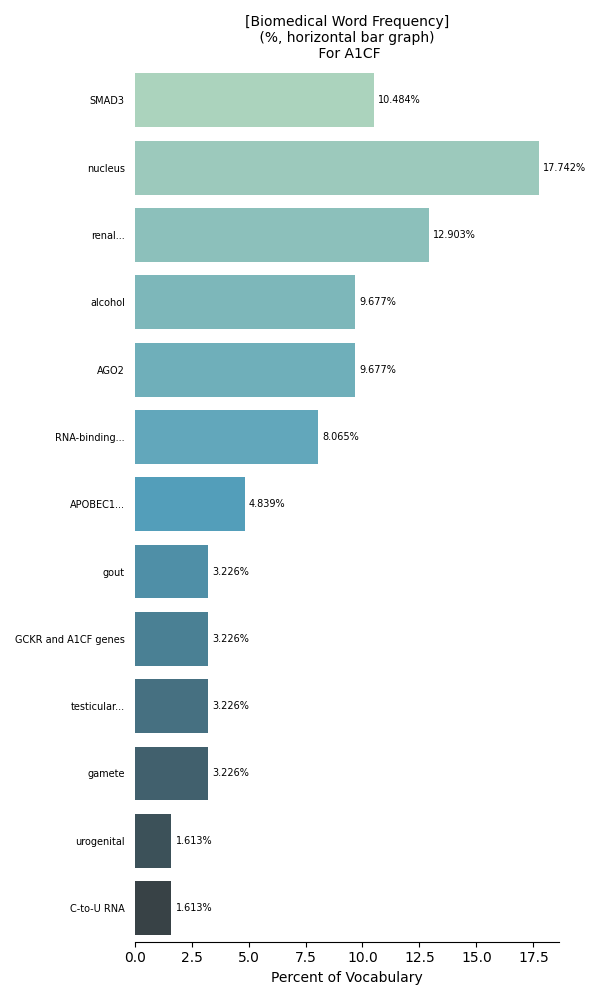 [Biomedical Word Frequency]
(%, horizontal bar graph)
For A1CF
SMAD3 10.484%
nucleus 17.742%
renal... 12.903%
alcohol 9.677%
AGO2 9.677%
RNA-binding... 8.065%
APOBEC1... 4.839%
gout 3.226%
GCKR and A1CF genes 3.226%
testicular... 3.226%
gamete 3.226%
urogenital 1.613%
C-to-U RNA 1.613%
0.0 2.5 5.0 7.5 10.0 12.5 15.0 17.5
Percent of Vocabulary